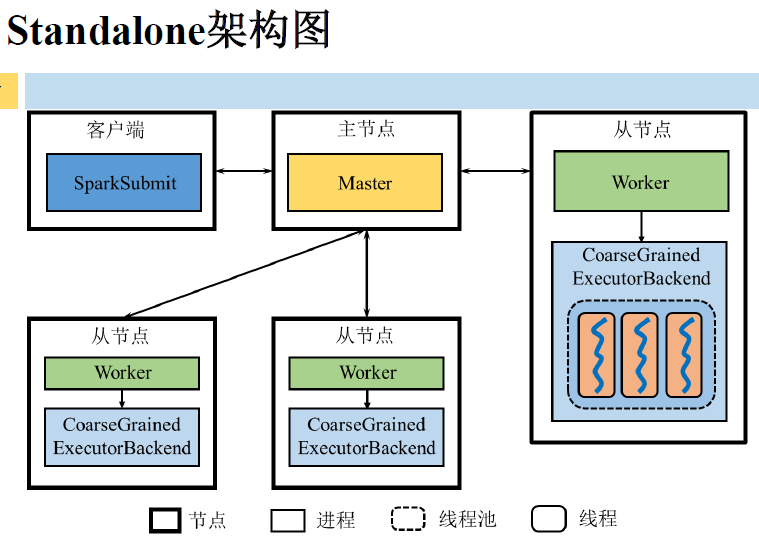 Standalone架构图
客户端
SparkSubmit
主节点
Master
从节点
Worker
CoarseGrained
ExecutorBackend
从节点
Worker
CoarseGrained
ExecutorBackend
从节点
Worker
CoarseGrained
ExecutorBackend
节点
进程
线程池
线程